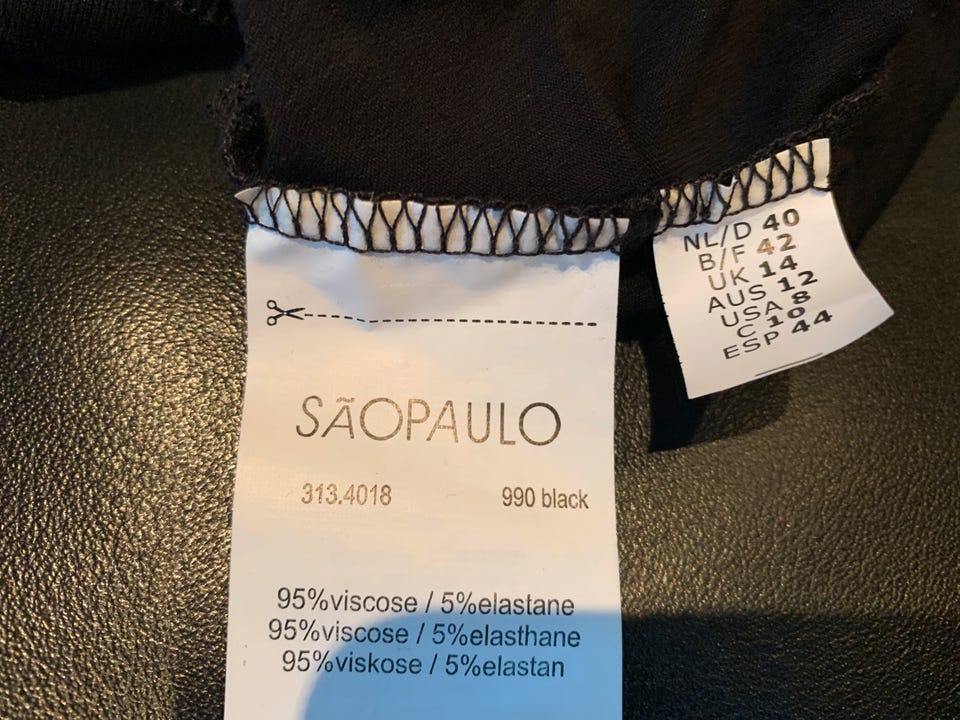 SÃOPAULO
313.4018 990 black
95%viscose / 5%elastane
95%viscose / 5%elasthane
95%viskose / 5%elastan
NL/D 40
B/F 42
UK 14
AUS 12
USA 8
C 10
ESP 44